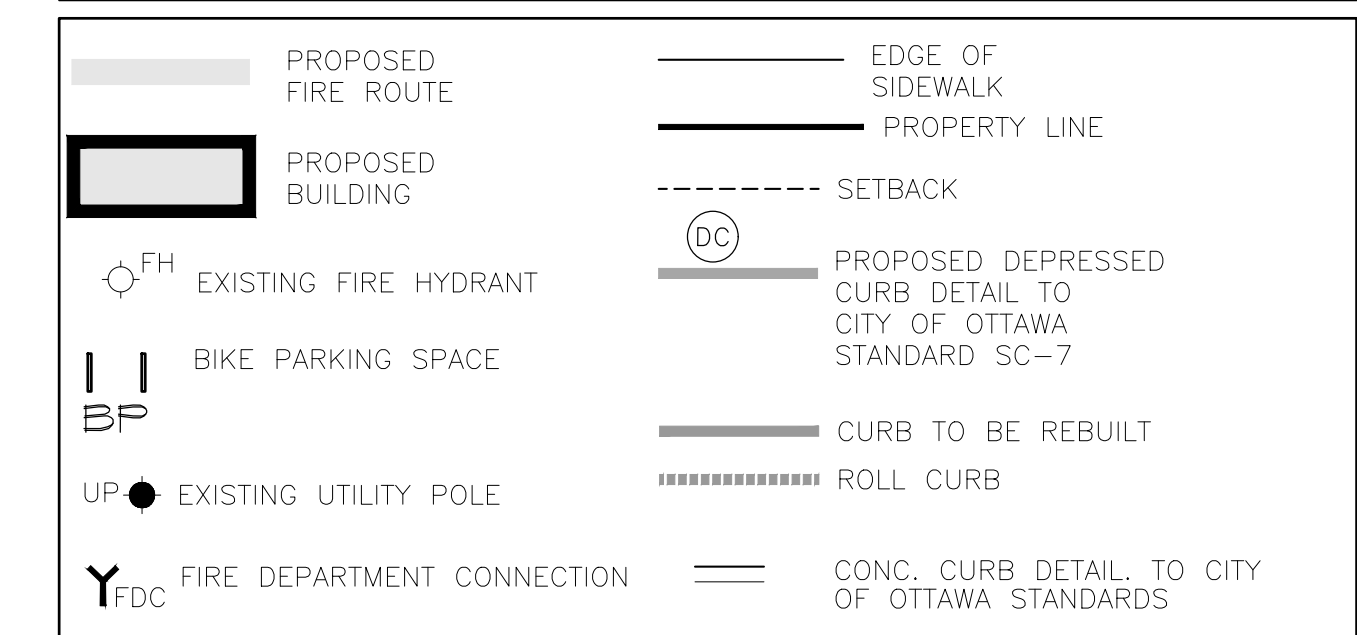 PROPOSED
FIRE ROUTE
PROPOSED
BUILDING
FH
EXISTING FIRE HYDRANT
BIKE PARKING SPACE
BP
UP
EXISTING UTILITY POLE
FDC
FIRE DEPARTMENT CONNECTION
EDGE OF
SIDEWALK
PROPERTY LINE
SETBACK
DC
PROPOSED DEPRESSED
CURB DETAIL TO
CITY OF OTTAWA
STANDARD SC-7
CURB TO BE REBUILT
ROLL CURB
CONC. CURB DETAIL. TO CITY
OF OTTAWA STANDARDS